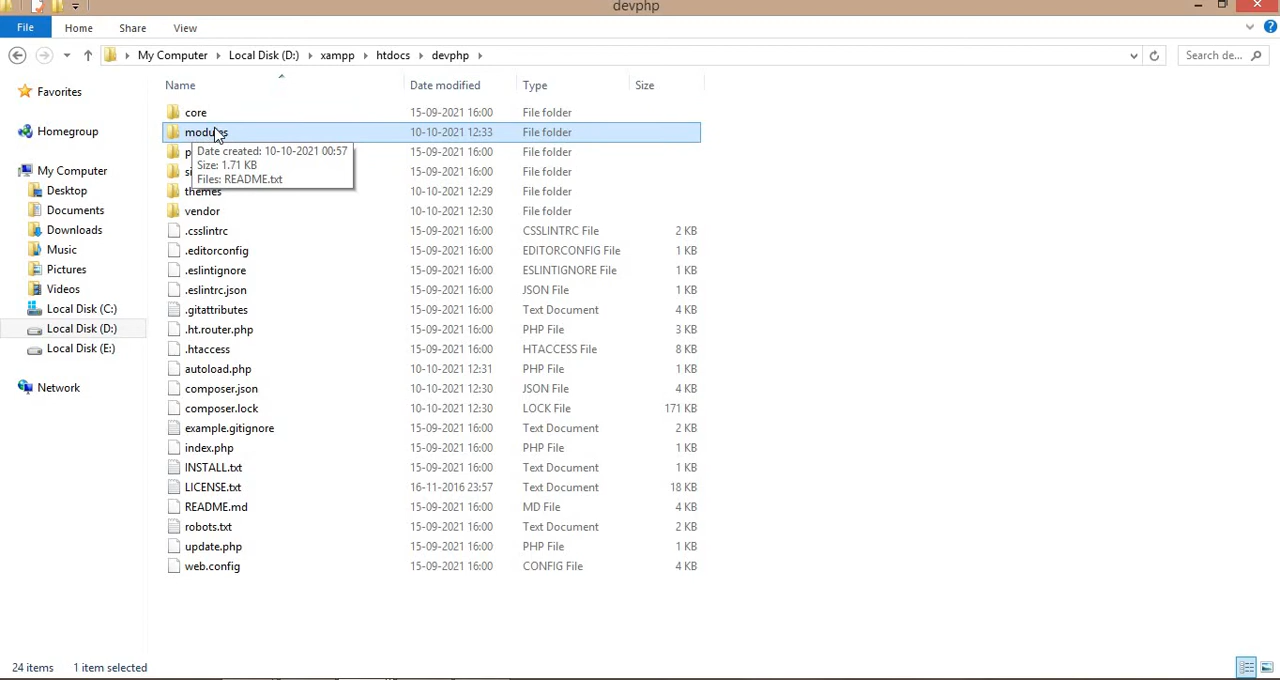 devphp
File Home Share View
My Computer Local Disk (D:) xampp htdocs devphp Search de...
Name Date modified Type Size
Favorites
Homegroup
My Computer
Desktop
Documents
Downloads
Music
Pictures
Videos
Local Disk (C:)
Local Disk (D:)
Local Disk (E:)
Network
core 15-09-2021 16:00 File folder
modules 10-10-2021 12:33 File folder
15-09-2021 16:00 File folder
15-09-2021 16:00 File folder
themes 10-10-2021 12:29 File folder
vendor 10-10-2021 12:30 File folder
.csslintrc 15-09-2021 16:00 CSSLINTRC File 2 KB
.editorconfig 15-09-2021 16:00 EDITORCONFIG File 1 KB
.eslintignore 15-09-2021 16:00 ESLINTIGNORE File 1 KB
.eslintrc.json 15-09-2021 16:00 JSON File 1 KB
.gitattributes 15-09-2021 16:00 Text Document 4 KB
.ht.router.php 15-09-2021 16:00 PHP File 3 KB
.htaccess 15-09-2021 16:00 HTACCESS File 8 KB
autoload.php 10-10-2021 12:31 PHP File 1 KB
composer.json 10-10-2021 12:30 JSON File 4 KB
composer.lock 10-10-2021 12:30 LOCK File 171 KB
example.gitignore 15-09-2021 16:00 Text Document 2 KB
index.php 15-09-2021 16:00 PHP File 1 KB
INSTALL.txt 15-09-2021 16:00 Text Document 1 KB
LICENSE.txt 16-11-2016 23:57 Text Document 18 KB
README.md 15-09-2021 16:00 MD File 4 KB
robots.txt 15-09-2021 16:00 Text Document 2 KB
update.php 15-09-2021 16:00 PHP File 1 KB
web.config 15-09-2021 16:00 CONFIG File 4 KB
Date created: 10-10-2021 00:57
Size: 1.71 KB
Files: README.txt
24 items 1 item selected